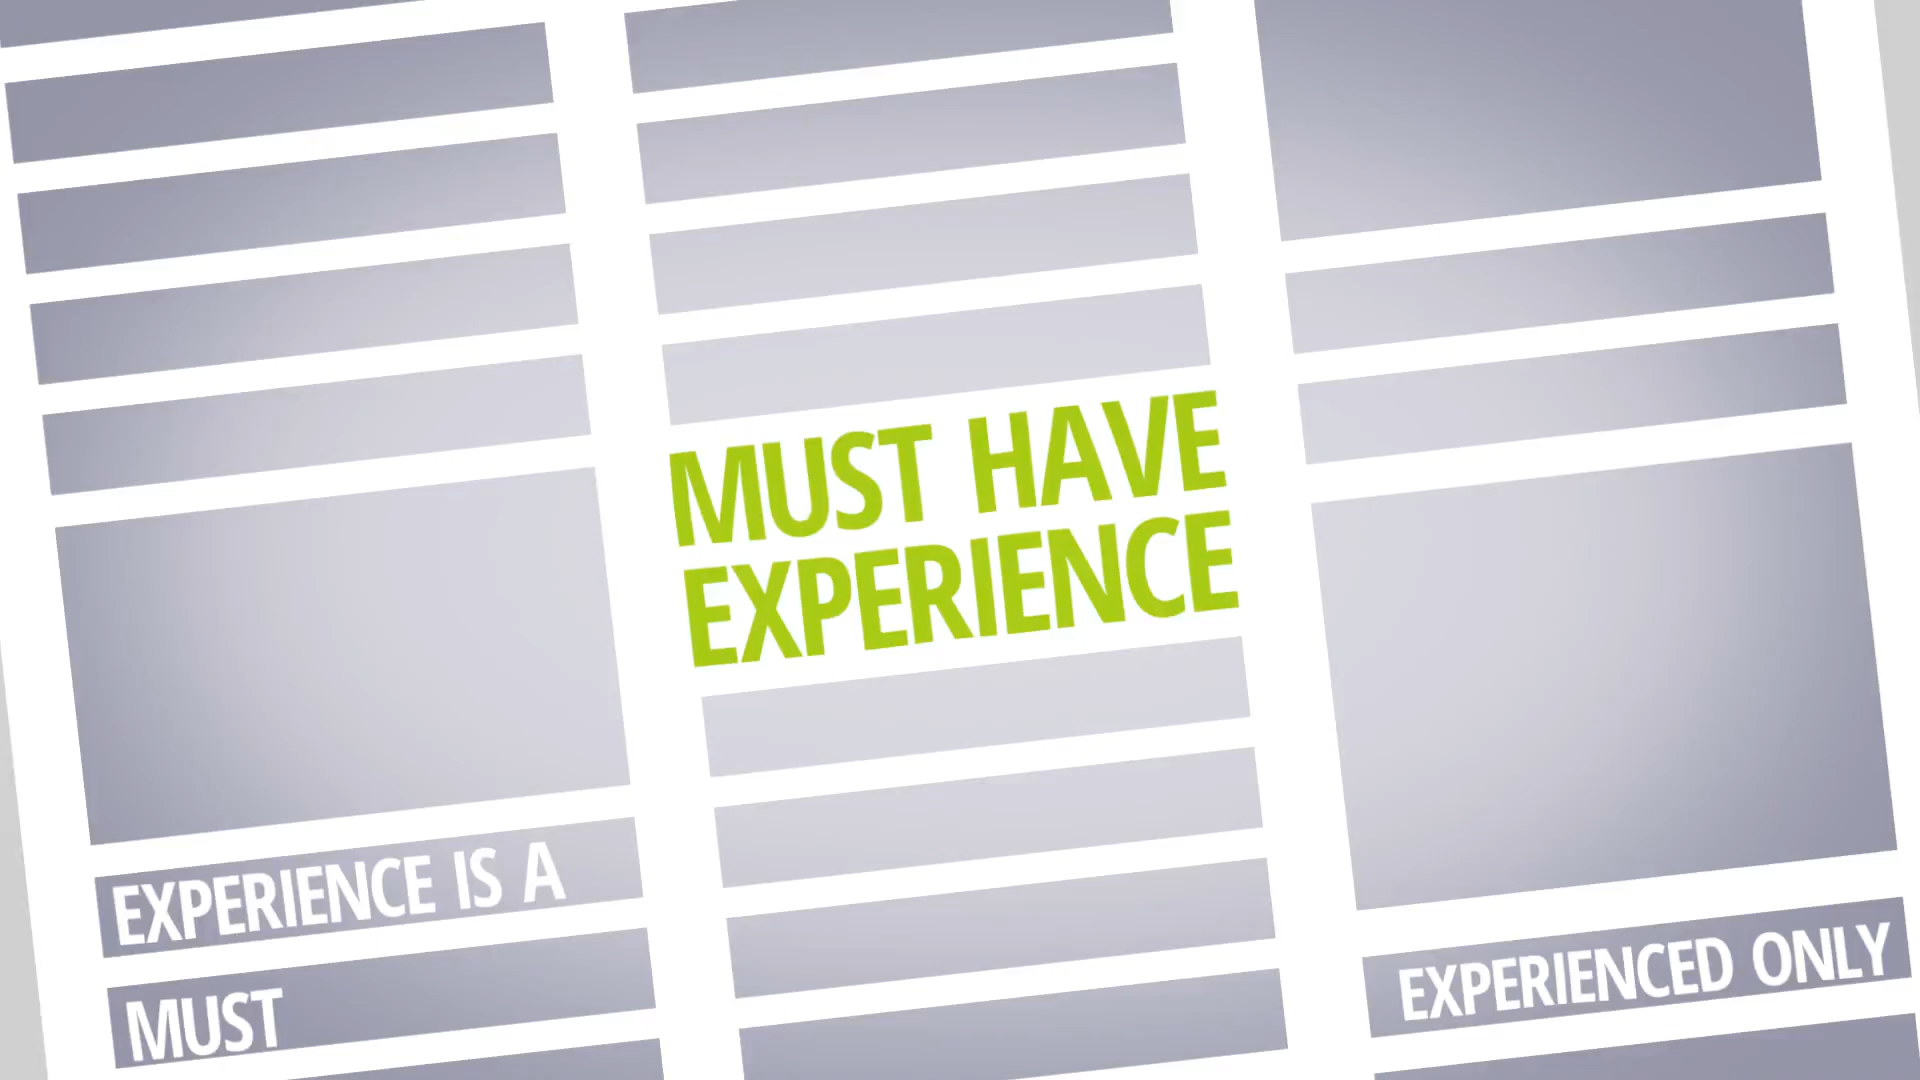 MUST HAVE
EXPERIENCE
EXPERIENCE IS A
MUST
EXPERIENCED ONLY